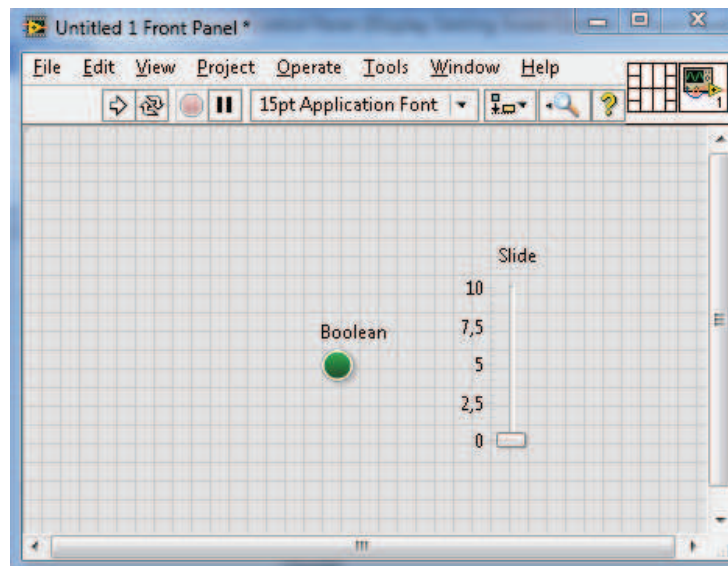 Untitled 1 Front Panel *
File Edit View Project Operate Tools Window Help
15pt Application Font
1
Slide
10
Boolean
7,5
5
2,5
0